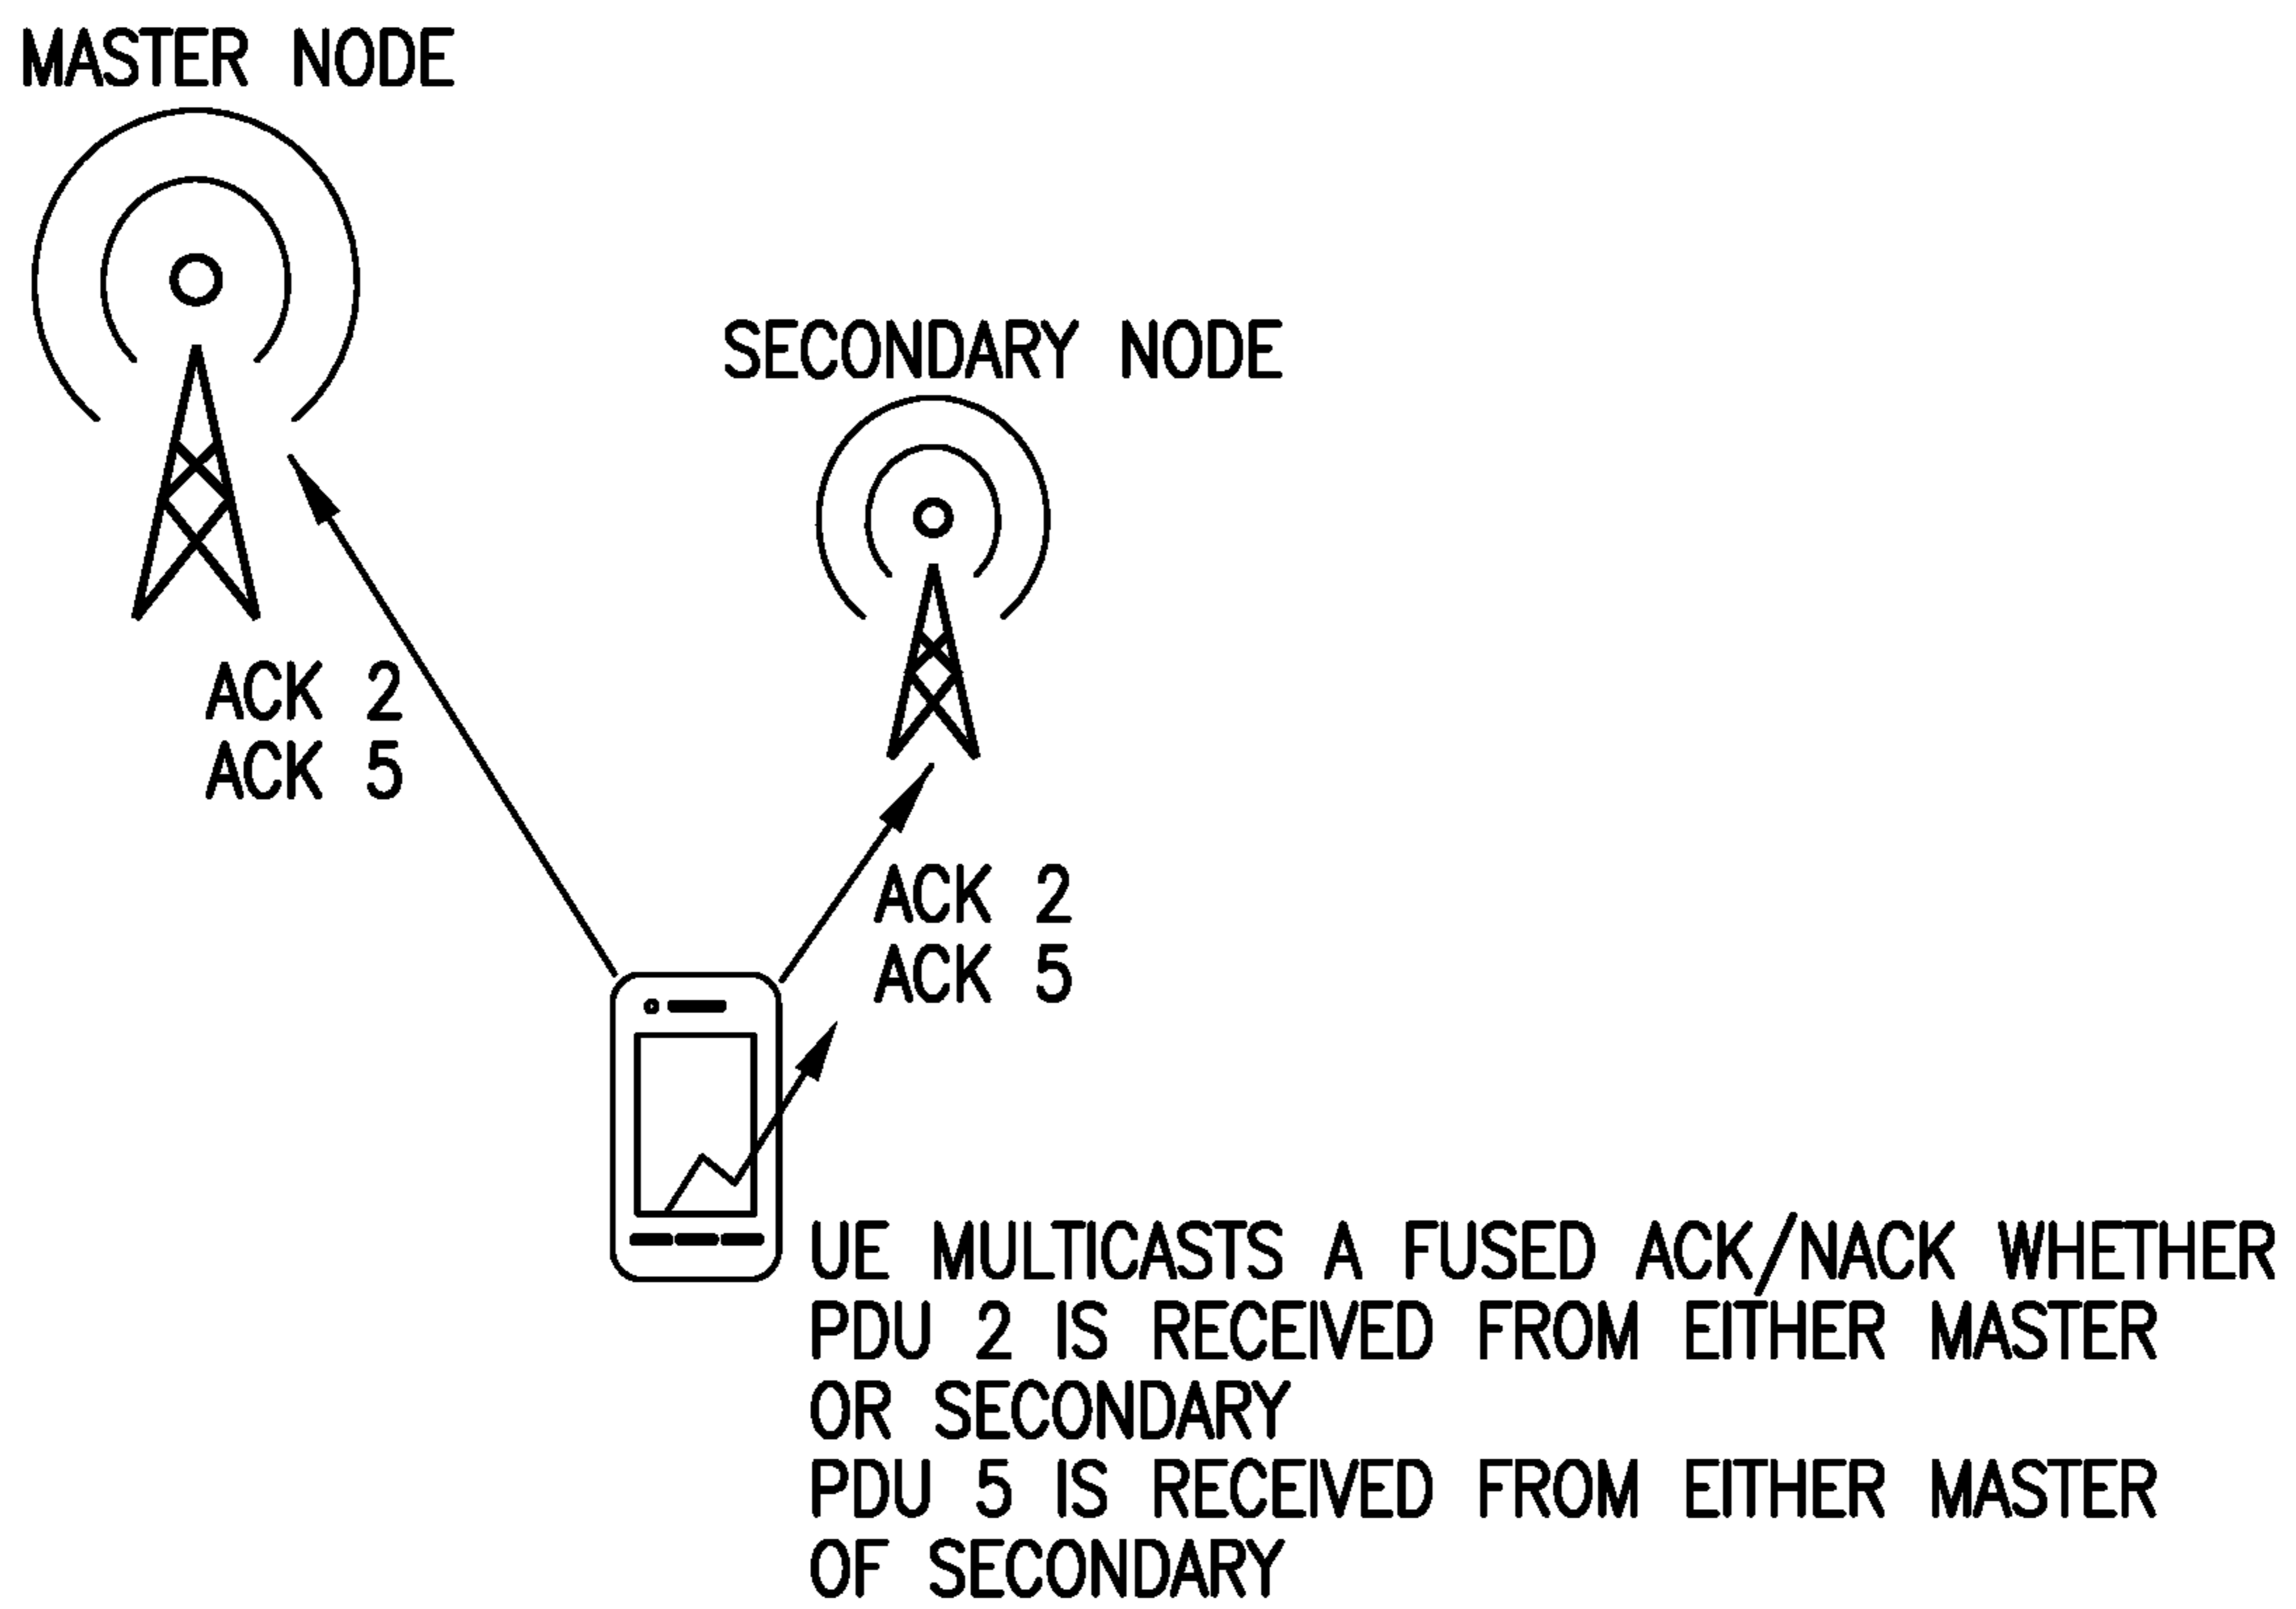 MASTER NODE
SECONDARY NODE
ACK 2
ACK 5
ACK 2
ACK 5
UE MULTICASTS A FUSED ACK/NACK WHETHER
PDU 2 IS RECEIVED FROM EITHER MASTER
OR SECONDARY
PDU 5 IS RECEIVED FROM EITHER MASTER
OF SECONDARY